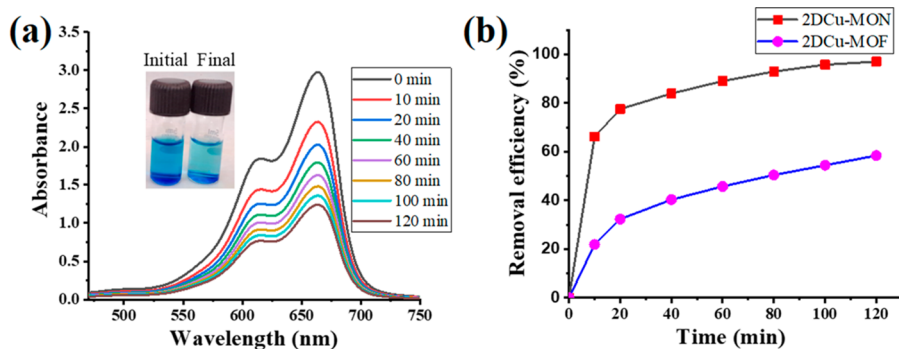 (a)
Absorbance
3.5
3.0
2.5
2.0
1.5
1.0
0.5
0.0
Initial Final
0 min
10 min
20 min
40 min
60 min
80 min
100 min
120 min
500 550 600 650 700 750
Wavelength (nm)
(b)
Removal efficiency (%)
100
80
60
40
20
0
2DCu-MON
2DCu-MOF
0 20 40 60 80 100 120
Time (min)